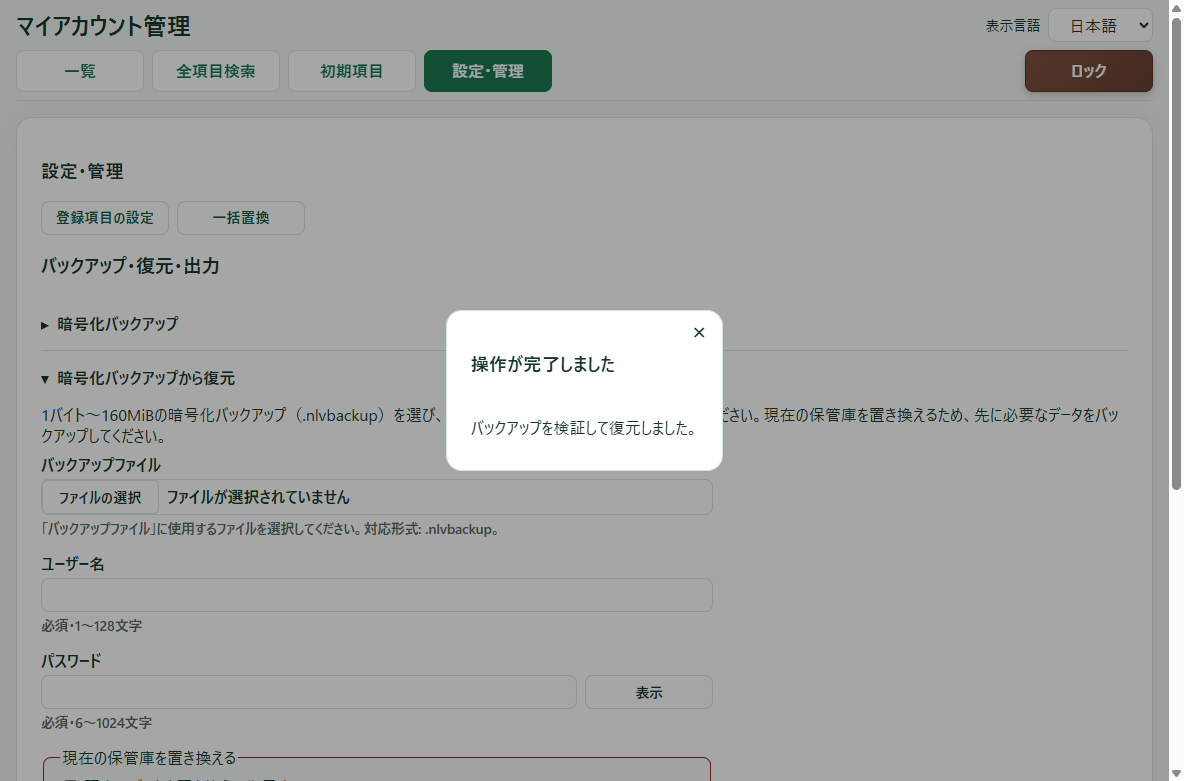 マイアカウント管理
表示言語 日本語
一覧 全項目検索 初期項目 設定・管理 ロック
設定・管理
登録項目の設定 一括置換
バックアップ・復元・出力
▶ 暗号化バックアップ
▼ 暗号化バックアップから復元
1バイト～160MiBの暗号化バックアップ（.nlvbackup）を選び、 ださい。現在の保管庫を置き換えるため、先に必要なデータをバッ
クアップしてください。
×
操作が完了しました
バックアップを検証して復元しました。
バックアップファイル
ファイルの選択 ファイルが選択されていません
「バックアップファイル」に使用するファイルを選択してください。対応形式: .nlvbackup。
ユーザー名
必須・1～128文字
パスワード
表示
必須・6～1024文字
現在の保管庫を置き換える